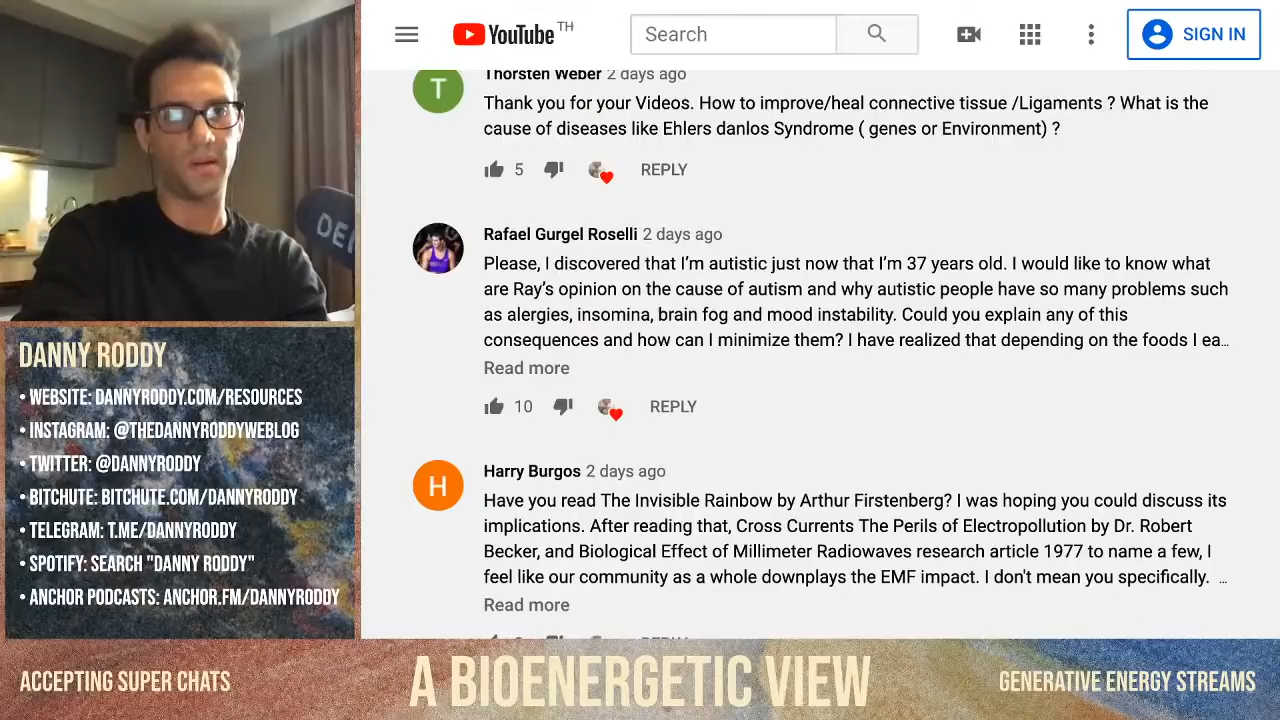 YouTube TH
Search
SIGN IN
Thorsten Weber 2 days ago
Thank you for your Videos. How to improve/heal connective tissue /Ligaments ? What is the
cause of diseases like Ehlers danlos Syndrome ( genes or Environment) ?
5 REPLY
Rafael Gurgel Roselli 2 days ago
Please, I discovered that I'm autistic just now that I'm 37 years old. I would like to know what
are Ray's opinion on the cause of autism and why autistic people have so many problems such
as alergies, insomina, brain fog and mood instability. Could you explain any of this
consequences and how can I minimize them? I have realized that depending on the foods I ea...
Read more
10 REPLY
Harry Burgos 2 days ago
Have you read The Invisible Rainbow by Arthur Firstenberg? I was hoping you could discuss its
implications. After reading that, Cross Currents The Perils of Electropollution by Dr. Robert
Becker, and Biological Effect of Millimeter Radiowaves research article 1977 to name a few, I
feel like our community as a whole downplays the EMF impact. I don't mean you specifically. ...
Read more
T
H
DANNY RODDY
• WEBSITE: DANNYRODDY.COM/RESOURCES
• INSTAGRAM: @THEDANNYRODDYWEBLOG
• TWITTER: @DANNYRODDY
• BITCHUTE: BITCHUTE.COM/DANNYRODDY
• TELEGRAM: T.ME/DANNYRODDY
• SPOTIFY: SEARCH "DANNY RODDY"
• ANCHOR PODCASTS: ANCHOR.FM/DANNYRODDY
ACCEPTING SUPER CHATS
A BIOENERGETIC VIEW
GENERATIVE ENERGY STREAMS